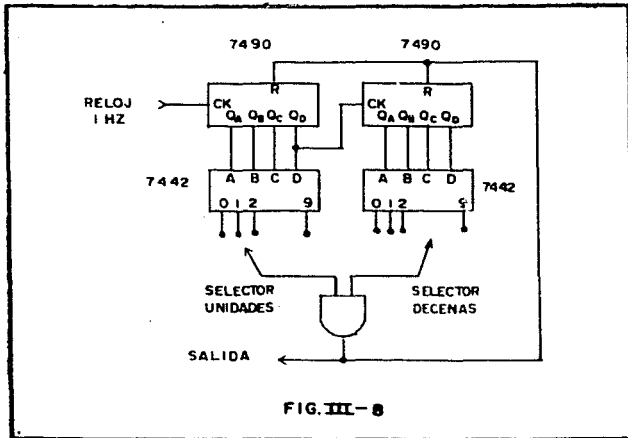 7490 7490
R R
RELOJ 1 HZ
CK QA QB QC QD CK QA QB QC QD
7442 A B C D A B C D 7442
0 1 2 9 0 1 2 9
SELECTOR UNIDADES SELECTOR DECENAS
SALIDA
FIG. III-8